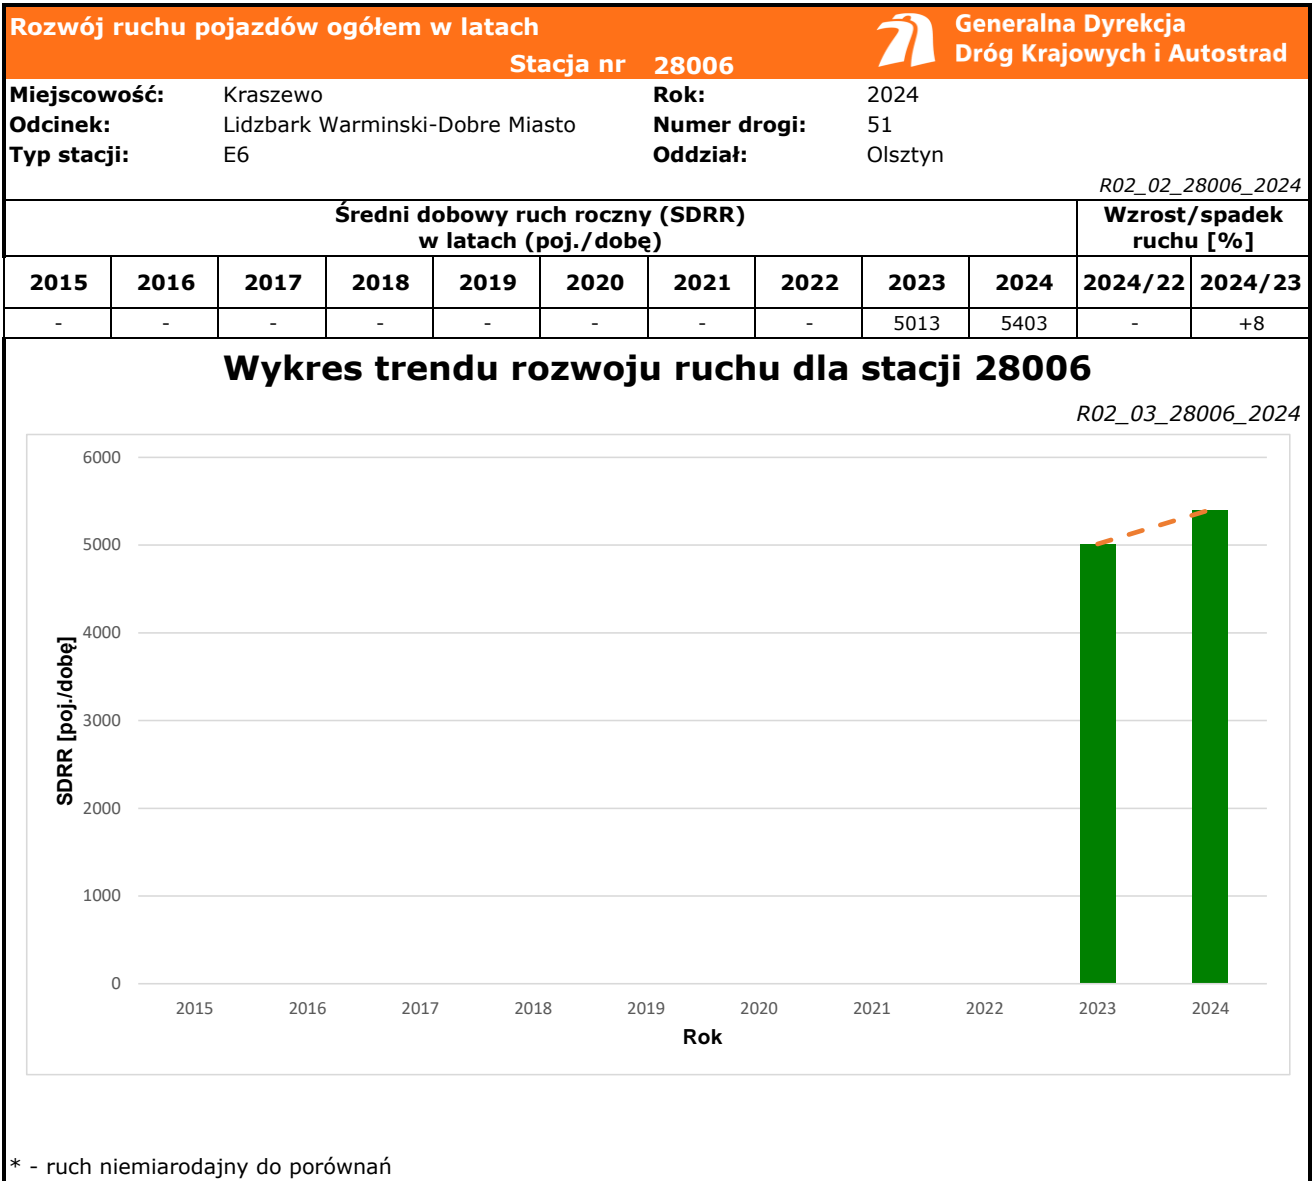 Rozwój ruchu pojazdów ogółem w latach
Stacja nr 28006
Generalna Dyrekcja
Dróg Krajowych i Autostrad
Miejscowość: Kraszewo Rok: 2024
Odcinek: Lidzbark Warminski-Dobre Miasto Numer drogi: 51
Typ stacji: E6 Oddział: Olsztyn
R02_02_28006_2024
Średni dobowy ruch roczny (SDRR)
w latach (poj./dobę)
Wzrost/spadek
ruchu [%]
2015 2016 2017 2018 2019 2020 2021 2022 2023 2024 2024/22 2024/23
- - - - - - - - 5013 5403 - +8
Wykres trendu rozwoju ruchu dla stacji 28006
R02_03_28006_2024
SDRR [poj./dobę]
6000
5000
4000
3000
2000
1000
0
2015 2016 2017 2018 2019 2020 2021 2022 2023 2024
Rok
* - ruch niemiarodajny do porównań